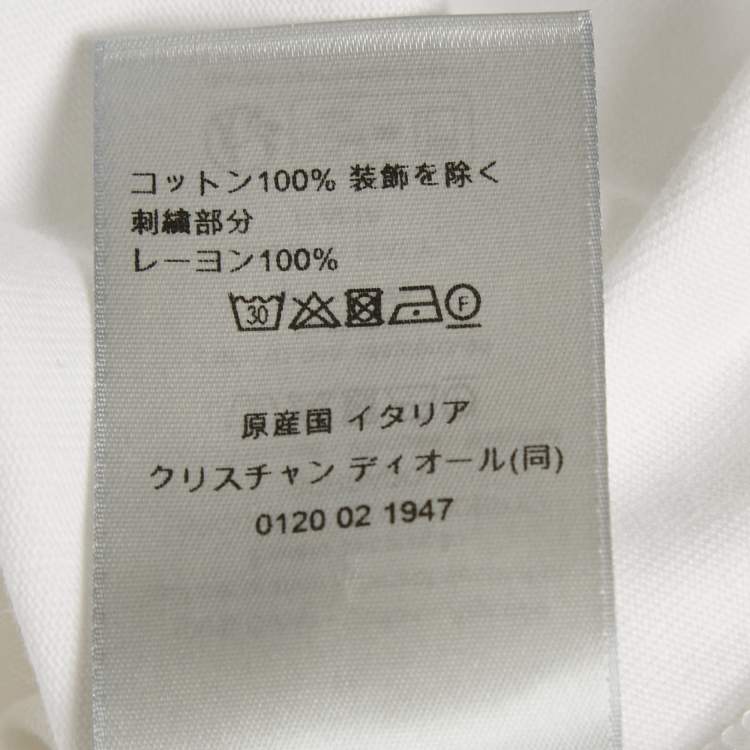 コットン100% 装飾を除く
刺繍部分
レーヨン100%
30 F
原産国 イタリア
クリスチャン ディオール(同)
0120 02 1947